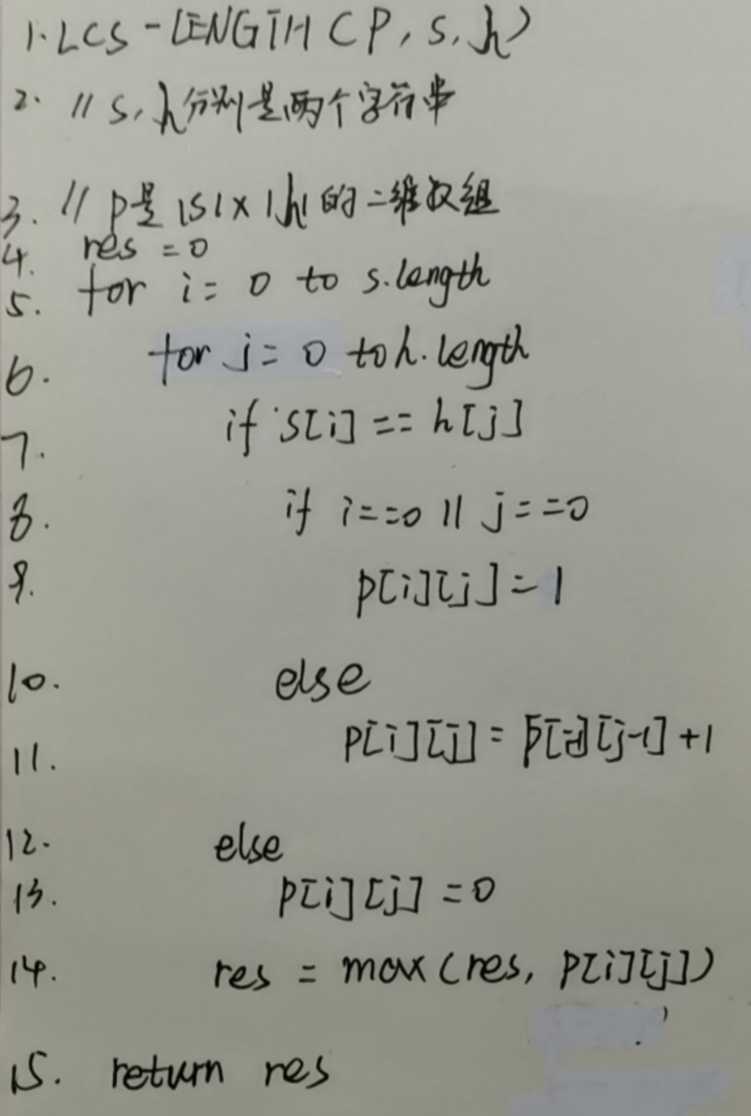 1. LCS-LENGTH(P, s, h)
2. // s, h分别是两个字符串
3. // p是 |s| x |h| 的二维数组
4. res = 0
5. for i = 0 to s.length
6. for j = 0 to h.length
7. if s[i] == h[j]
8. if i==0 || j==0
9. p[i][j] = 1
10. else
11. p[i][j] = p[i-1][j-1] + 1
12. else
13. p[i][j] = 0
14. res = max(res, p[i][j])
15. return res